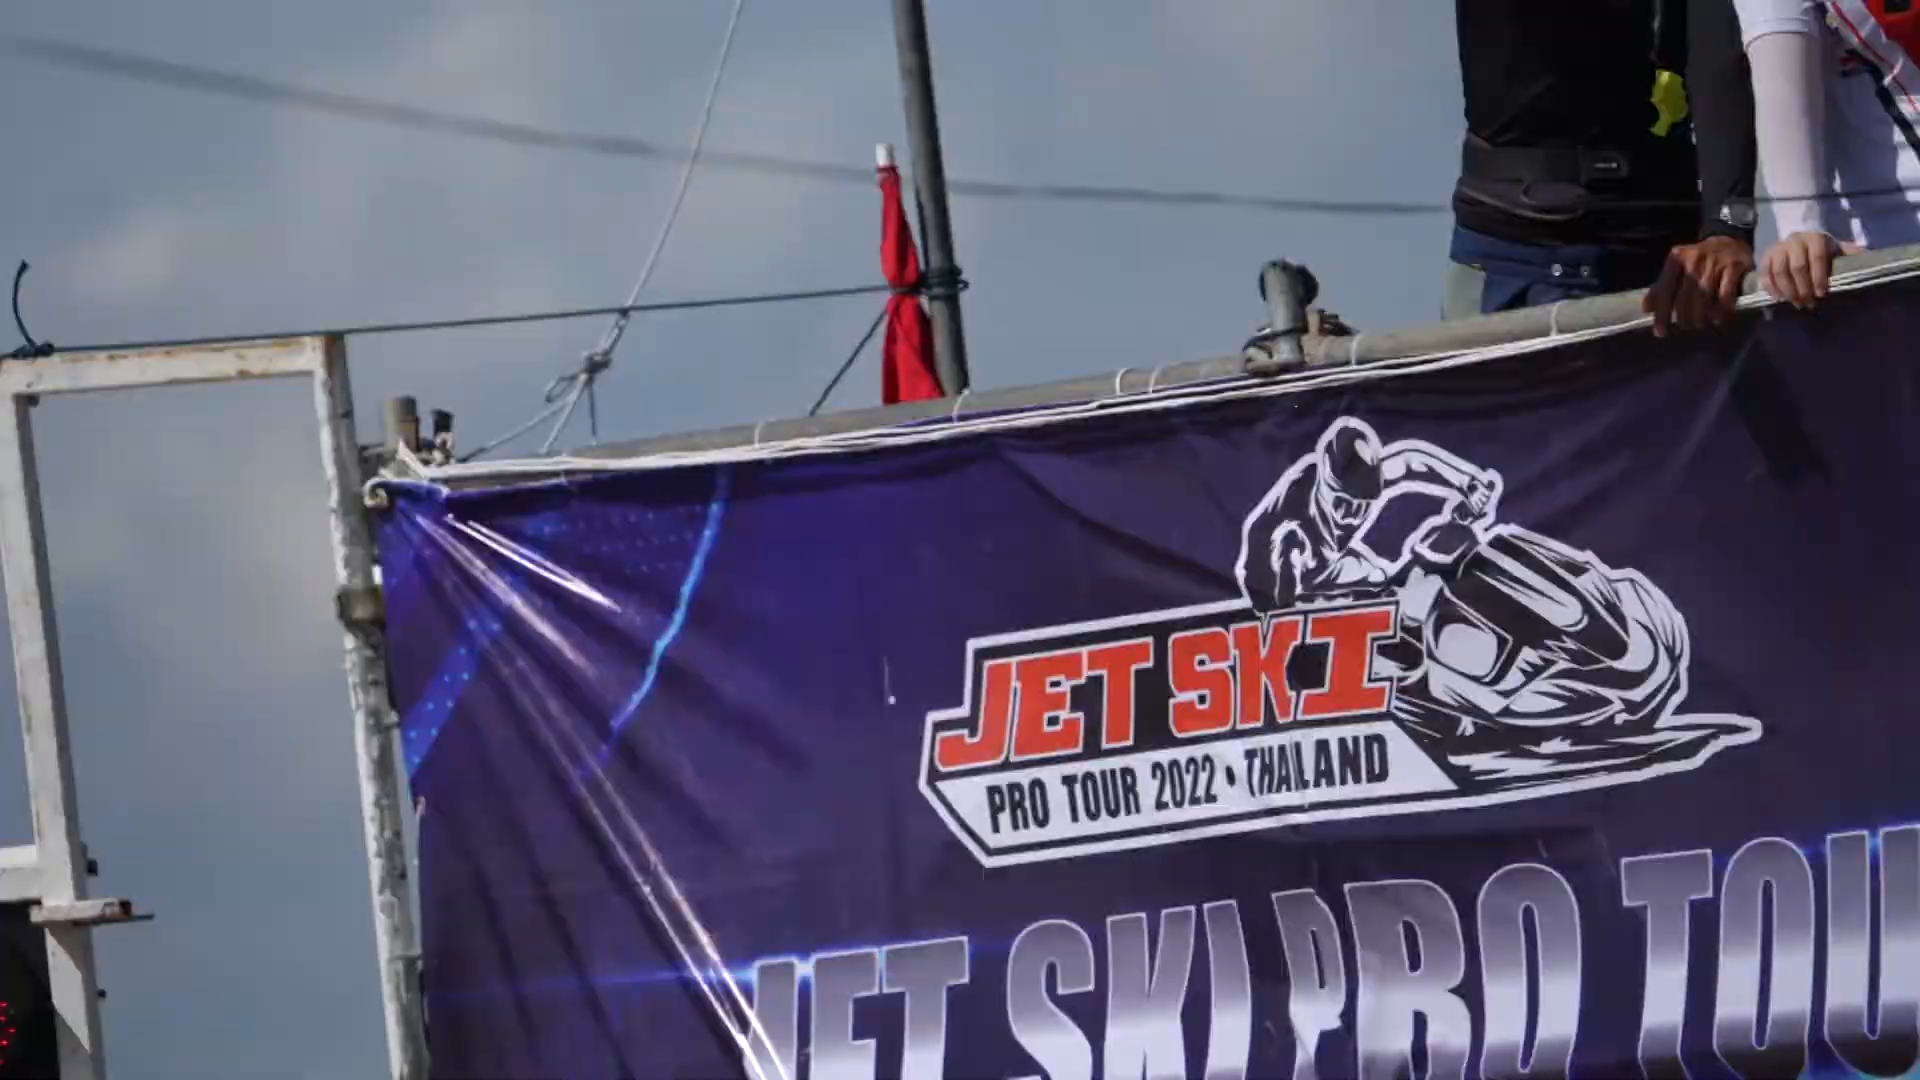 JET SKI
PRO TOUR 2022 • THAILAND
JET SKI PRO TOU